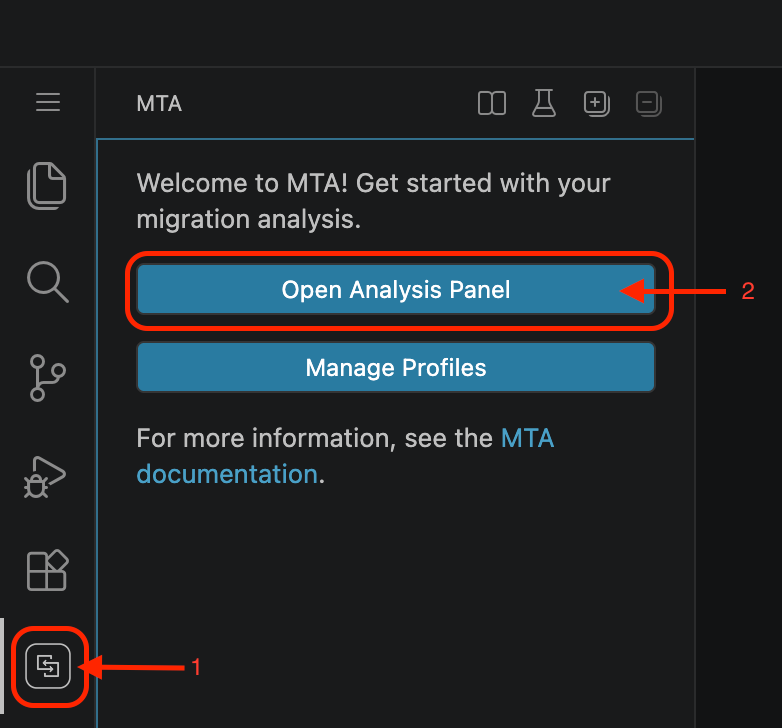 MTA
Welcome to MTA! Get started with your
migration analysis.
Open Analysis Panel
2
Manage Profiles
For more information, see the MTA
documentation.
1